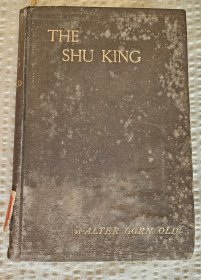 THE
SHU KING
WALTER GORN OLD